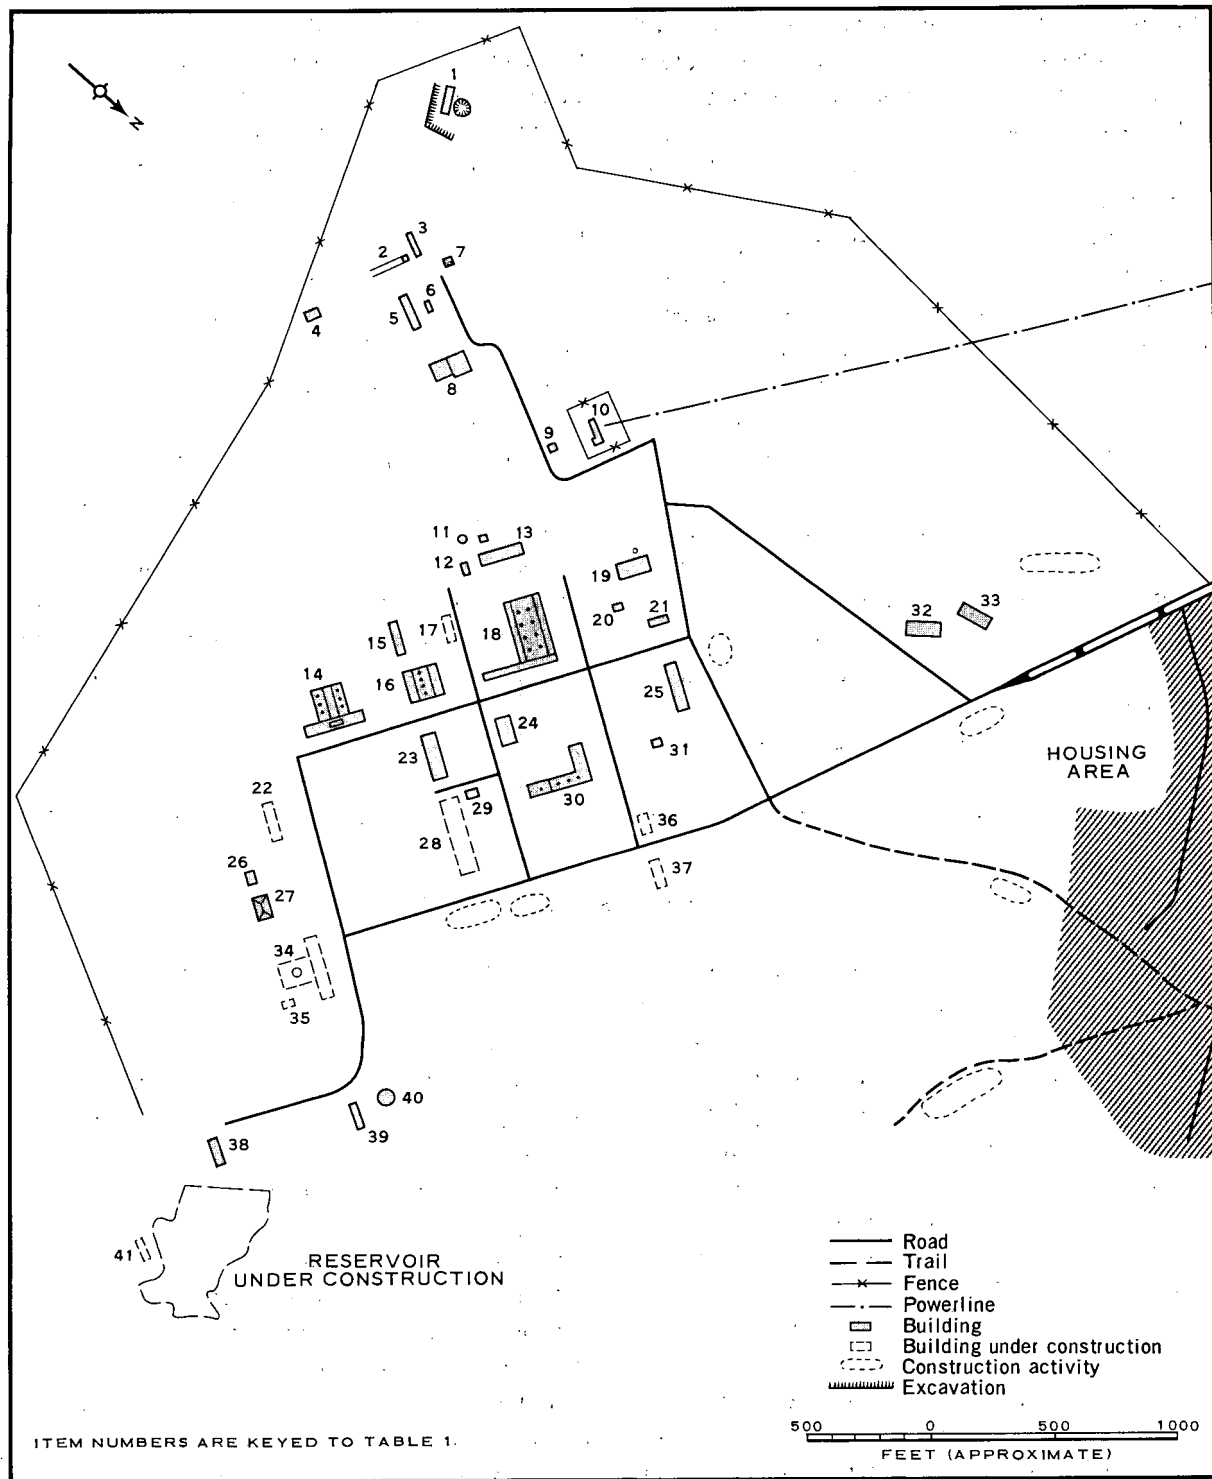 1
N
3
2
7
6
4
5
8
10
9
11
13
12
19
20
21
17
15
18
32
33
14
16
25
24
23
31
HOUSING
AREA
29
30
22
28
36
26
37
27
34
35
40
39
38
41
RESERVOIR
UNDER CONSTRUCTION
Road
Trail
Fence
Powerline
Building
Building under construction
Construction activity
Excavation
ITEM NUMBERS ARE KEYED TO TABLE 1.
500 0 500 1000
FEET (APPROXIMATE)